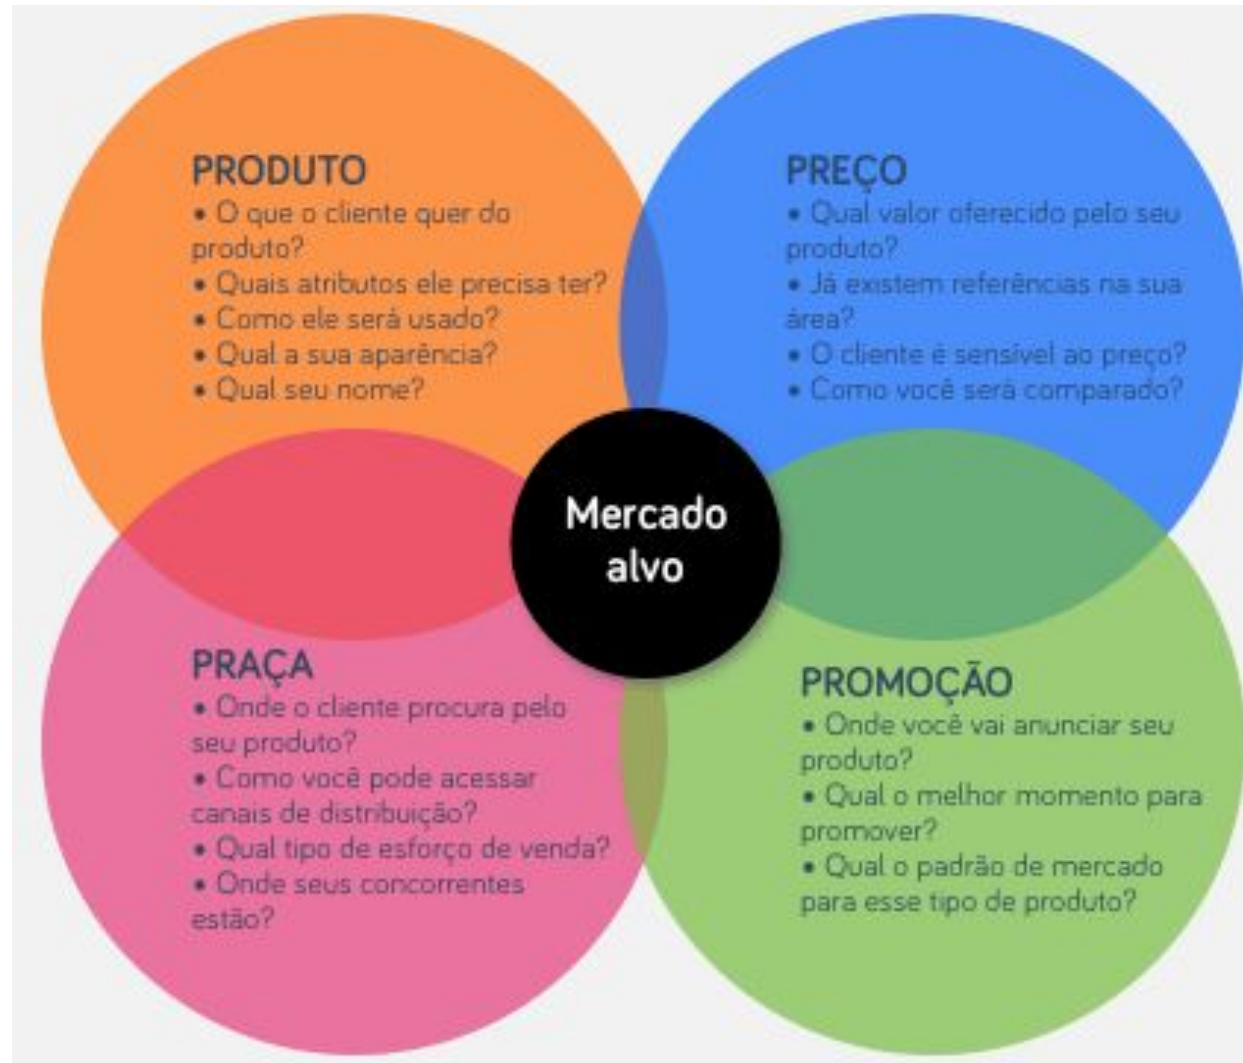 PRODUTO
• O que o cliente quer do
produto?
• Quais atributos ele precisa ter?
• Como ele será usado?
• Qual a sua aparência?
• Qual seu nome?
PREÇO
• Qual valor oferecido pelo seu
produto?
• Já existem referências na sua
área?
• O cliente é sensível ao preço?
• Como você será comparado?
Mercado
alvo
PRAÇA
• Onde o cliente procura pelo
seu produto?
• Como você pode acessar
canais de distribuição?
• Qual tipo de esforço de venda?
• Onde seus concorrentes
estão?
PROMOÇÃO
• Onde você vai anunciar seu
produto?
• Qual o melhor momento para
promover?
• Qual o padrão de mercado
para esse tipo de produto?